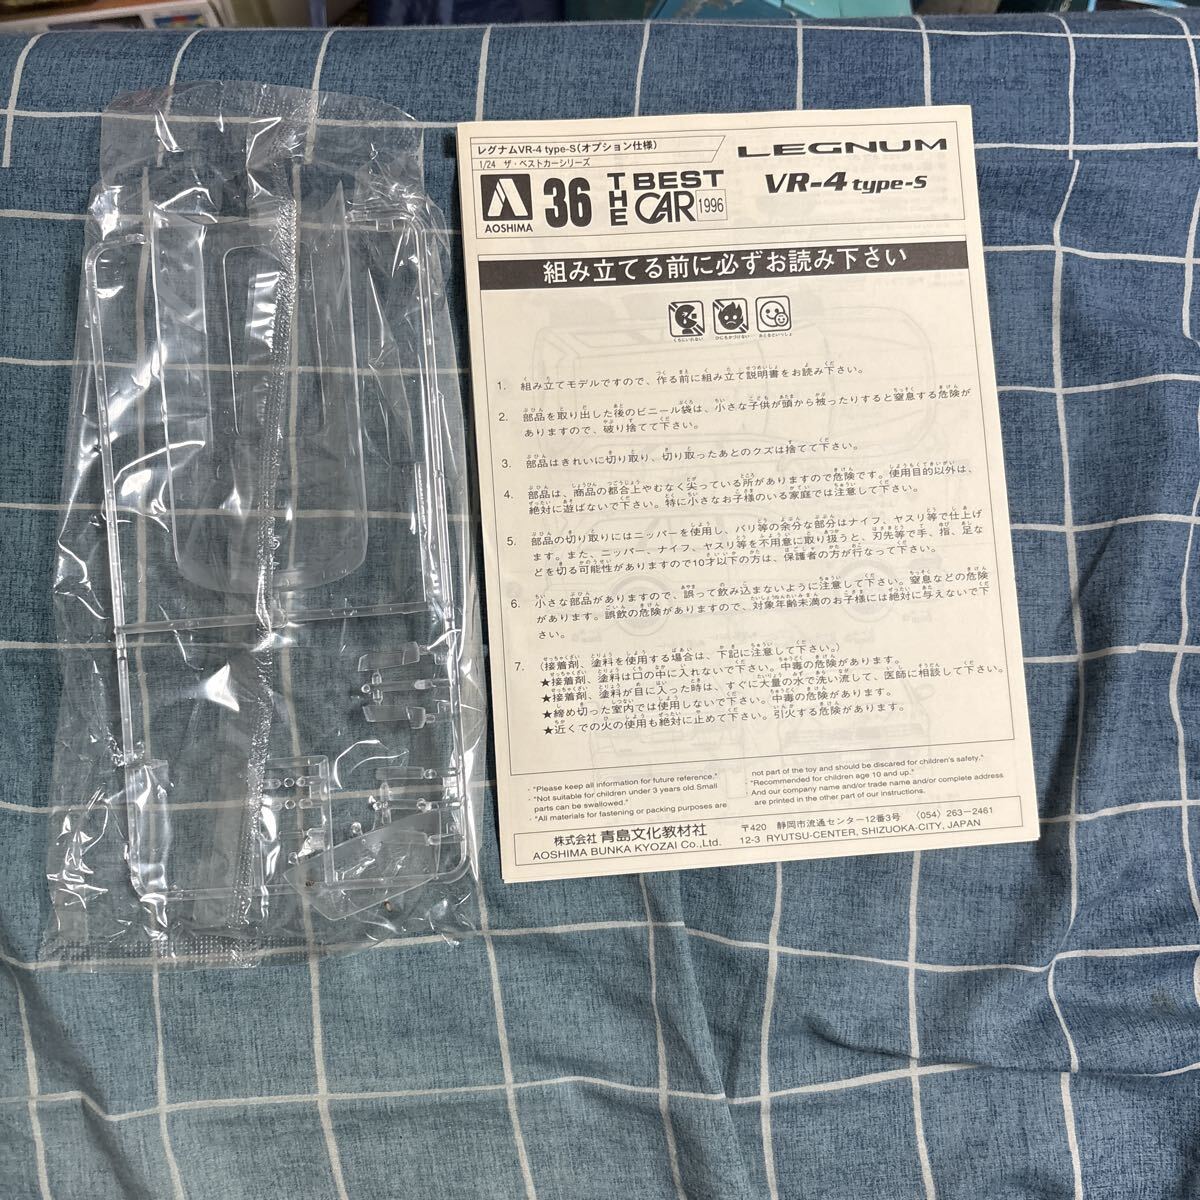 レグナムVR-4 type-S(オプション仕様)
1/24 ザ・ベストカーシリーズ
AOSHIMA
36
THE BEST CAR 1996
LEGNUM
VR-4 type-S
組み立てる前に必ずお読み下さい
くちにいれない
ひにちかづけない
1. 組み立てモデルですので、作る前に組み立て説明書をお読み下さい。
2. 部品を取り出した後のビニール袋は、小さな子供が頭から被ったりすると窒息する危険が
ありますので、破り捨てて下さい。
3. 部品はきれいに切り取り、切り取ったあとのクズは捨てて下さい。
4. 部品は、商品の都合上やむなく尖っている所がありますので危険です。使用目的以外は、
絶対に遊ばないで下さい。特に小さなお子様のいる家庭では注意して下さい。
5. 部品の切り取りにはニッパーを使用し、バリ等の余分な部分はナイフ、ヤスリ等で仕上げ
ます。また、ニッパー、ナイフ、ヤスリ等を不用意に取り扱うと、刃先等で手、指、足な
どを切る可能性がありますので10才以下の方は、保護者の方が行なって下さい。
6. 小さな部品がありますので、誤って飲み込まないように注意して下さい。窒息などの危険
があります。誤飲の危険がありますので、対象年齢未満のお子様には絶対に与えないで下
さい。
7. (接着剤、塗料を使用する場合は、下記に注意して下さい。)
★接着剤、塗料は口の中に入れないで下さい。中毒の危険があります。
★接着剤、塗料が目に入った時は、すぐに大量の水で洗い流して、医師に相談して下さい。
★締め切った室内では使用しないで下さい。中毒の危険があります。
★近くでの火の使用も絶対に止めて下さい。引火する危険があります。
· "Please keep all information for future reference."
· "Not suitable for children under 3 years old. Small
parts can be swallowed."
· "All materials for fastening or packing purposes are
not part of the toy and should be discared for children's safety."
· "Recommended for children age 10 and up."
· And our company name and/or trade name and/or complete address
are printed in the other part of our instructions.
株式会社 青島文化教材社
AOSHIMA BUNKA KYOZAI Co., Ltd.
〒420 静岡市流通センター12番3号 〈054〉263-2461
12-3 RYUTSU-CENTER, SHIZUOKA-CITY, JAPAN